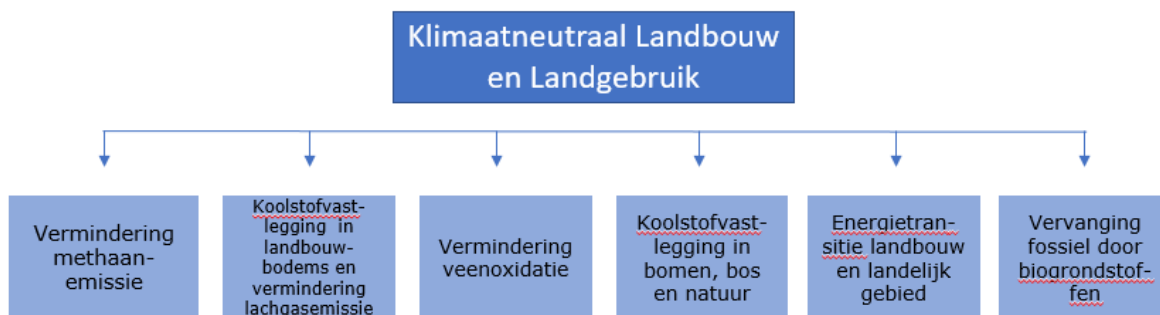 Klimaatneutraal Landbouw
en Landgebruik
Vermindering
methaan-
emissie
Koolstofvast-
legging in
landbouw-
bodems en
vermindering
lachgasemissie
Vermindering
veenoxidatie
Koolstofvast-
legging in
bomen, bos
en natuur
Energietran-
sitie landbouw
en landelijk
gebied
Vervanging
fossiel door
biogrondstof-
fen